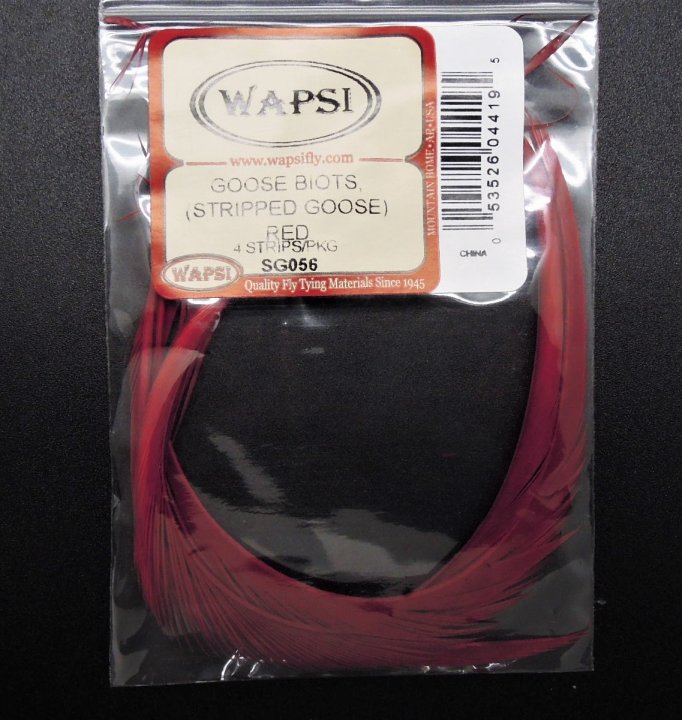 WAPSI
www.wapsifly.com
GOOSE BIOTS,
(STRIPPED GOOSE)
RED
4 STRIPS/PKG
SG056
WAPSI
Quality Fly Tying Materials Since 1945
MOUNTAIN HOME • AR • USA
0 53526 04419 5
CHINA